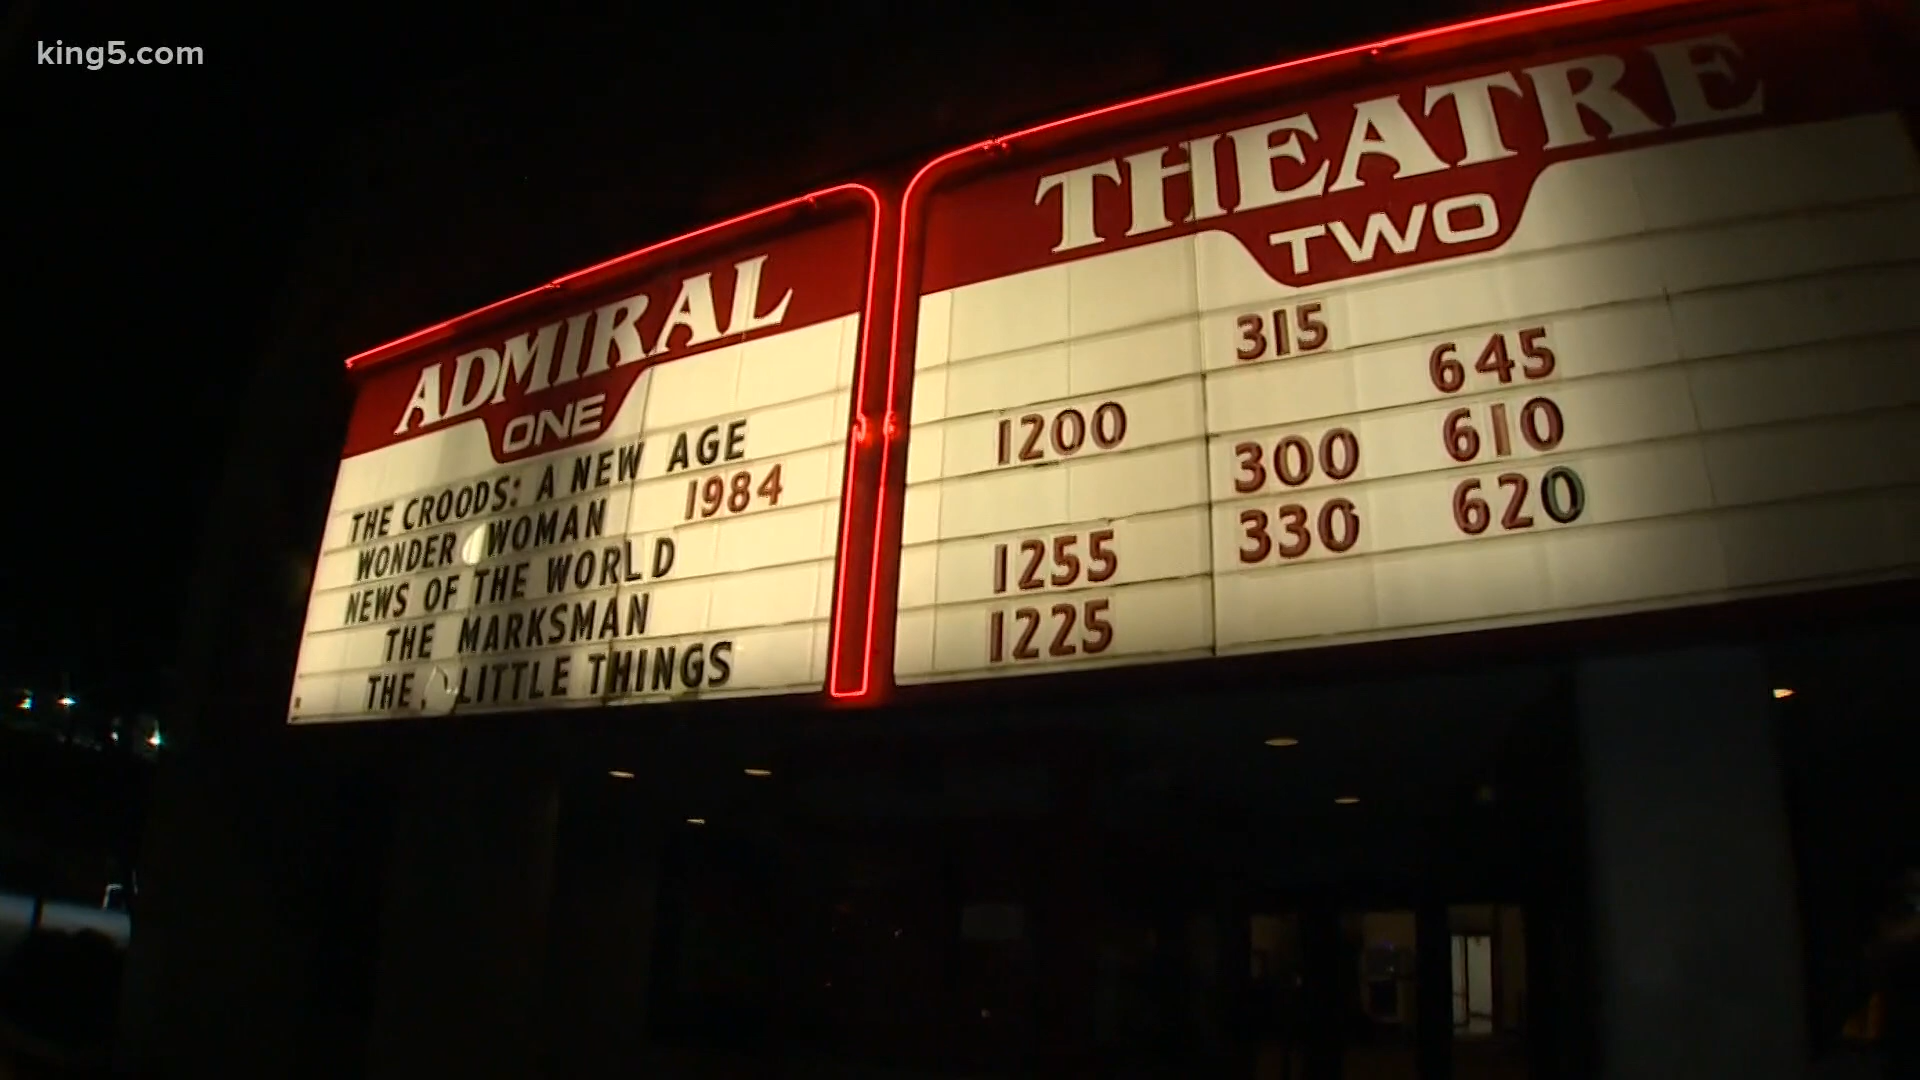 king5.com
ADMIRAL
ONE
THE CROODS: A NEW AGE
WONDER WOMAN 1984
NEWS OF THE WORLD
THE MARKSMAN
THE LITTLE THINGS
THEATRE
TWO
315
1200 645
300 610
1255 330 620
1225